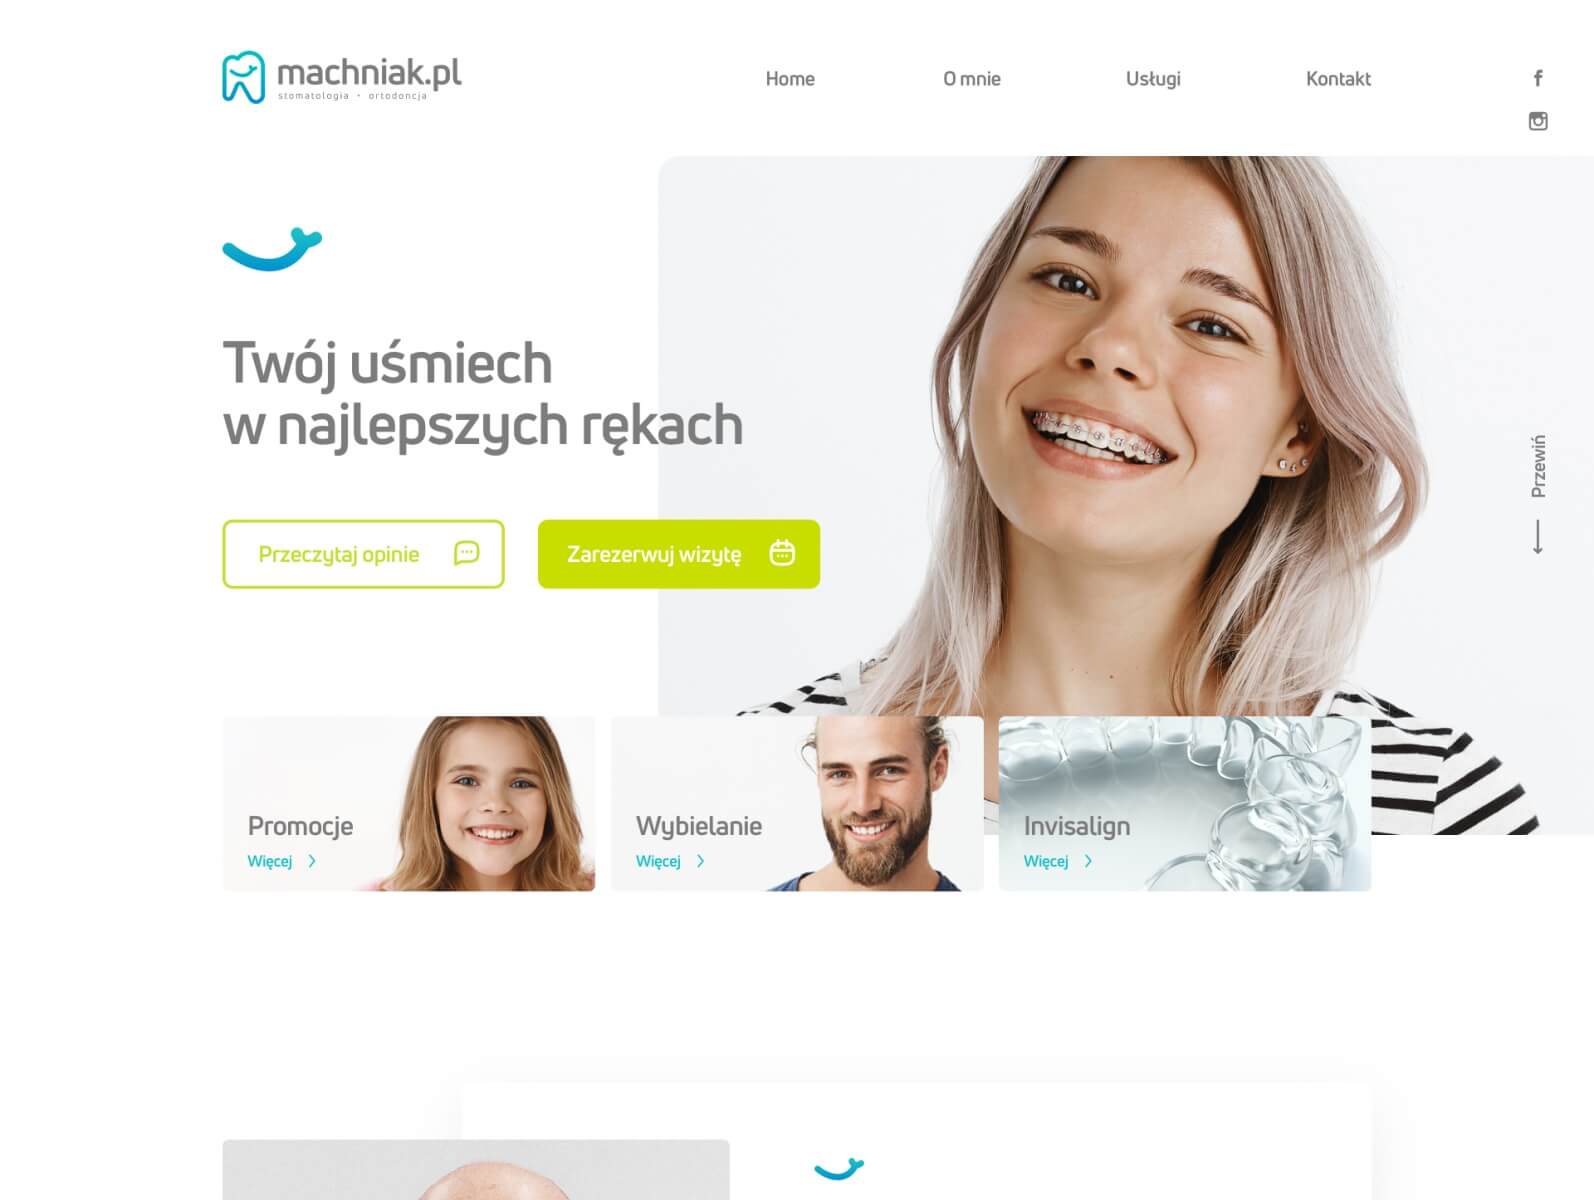 machniak.pl
stomatologia • ortodoncja
Home
O mnie
Usługi
Kontakt
Twój uśmiech
w najlepszych rękach
Przeczytaj opinie
Zarezerwuj wizytę
Przewiń
Promocje
Więcej
Wybielanie
Więcej
Invisalign
Więcej